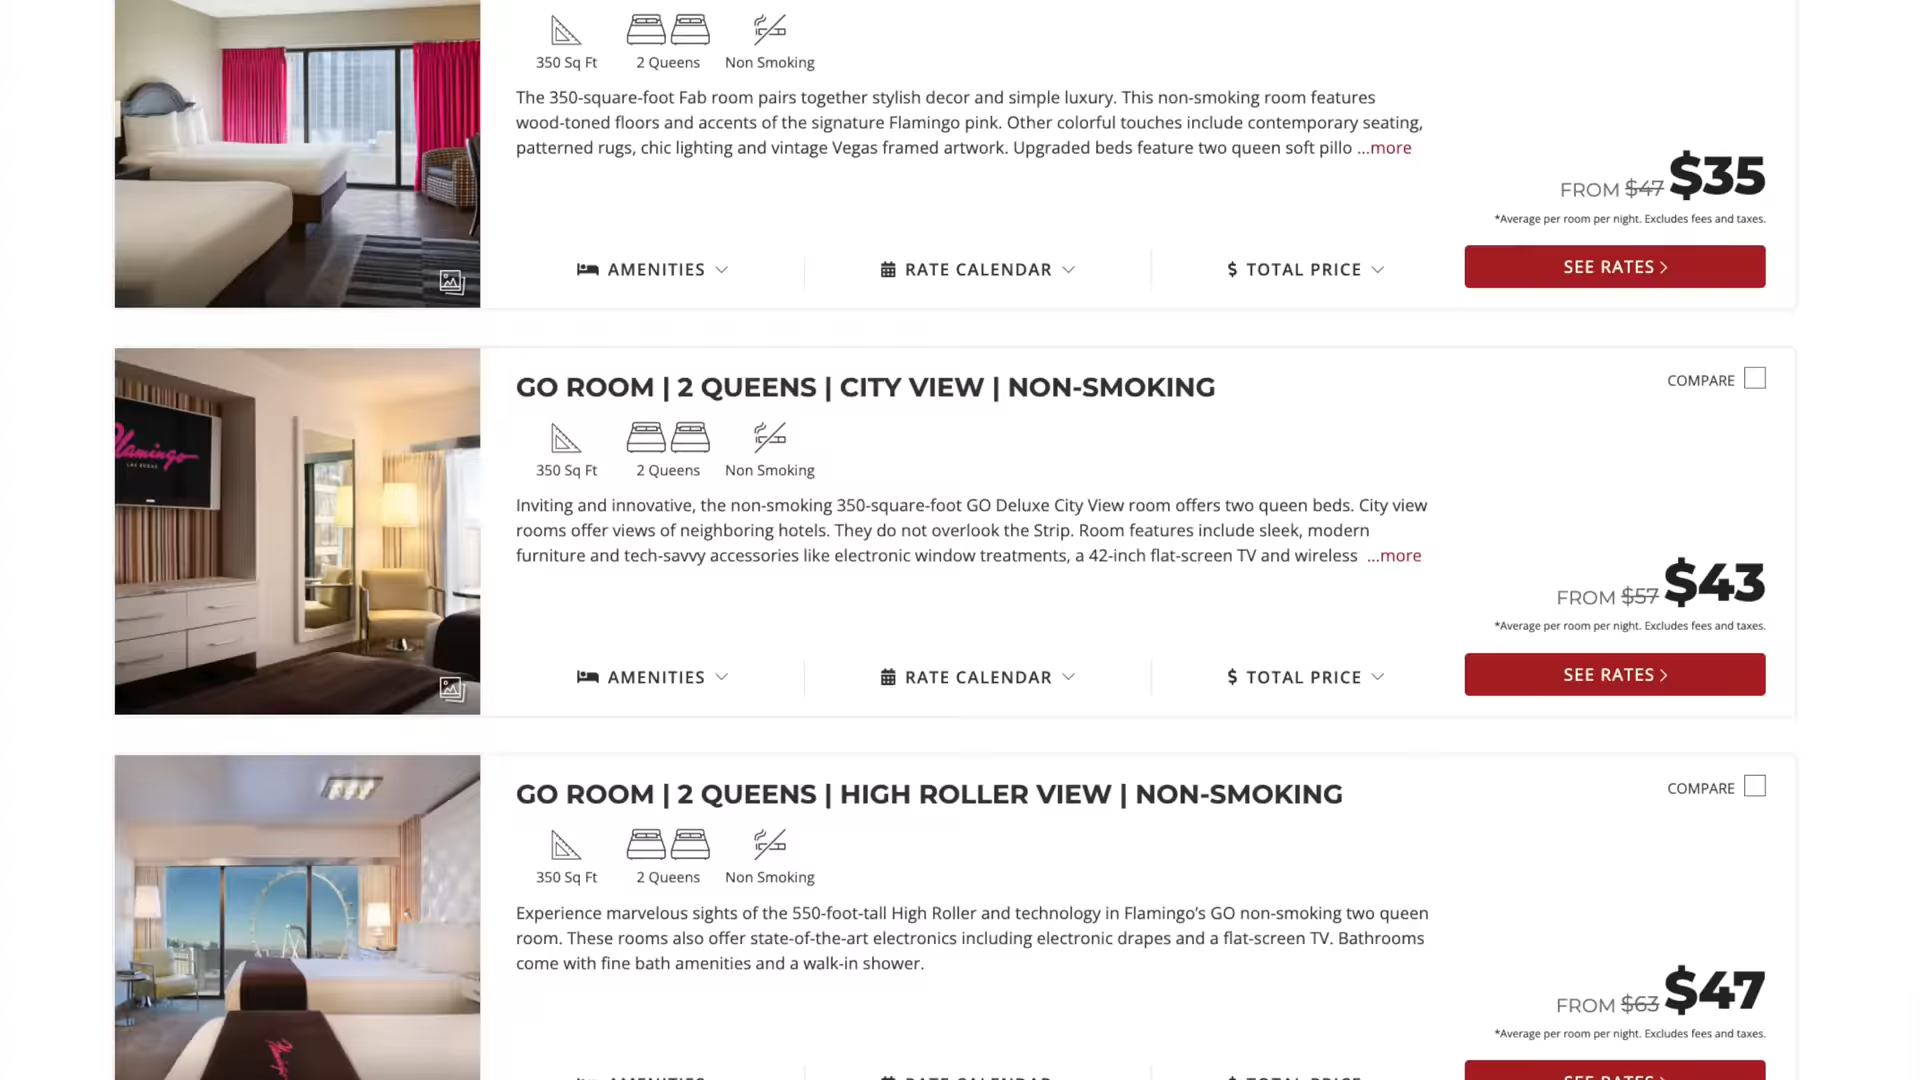 350 Sq Ft
2 Queens
Non Smoking
The 350-square-foot Fab room pairs together stylish decor and simple luxury. This non-smoking room features
wood-toned floors and accents of the signature Flamingo pink. Other colorful touches include contemporary seating,
patterned rugs, chic lighting and vintage Vegas framed artwork. Upgraded beds feature two queen soft pillo ...more
FROM $47 $35
*Average per room per night. Excludes fees and taxes.
AMENITIES
RATE CALENDAR
$ TOTAL PRICE
SEE RATES >
GO ROOM | 2 QUEENS | CITY VIEW | NON-SMOKING
COMPARE
350 Sq Ft
2 Queens
Non Smoking
Flamingo
LAS VEGAS
Inviting and innovative, the non-smoking 350-square-foot GO Deluxe City View room offers two queen beds. City view
rooms offer views of neighboring hotels. They do not overlook the Strip. Room features include sleek, modern
furniture and tech-savvy accessories like electronic window treatments, a 42-inch flat-screen TV and wireless ...more
FROM $57 $43
*Average per room per night. Excludes fees and taxes.
AMENITIES
RATE CALENDAR
$ TOTAL PRICE
SEE RATES >
GO ROOM | 2 QUEENS | HIGH ROLLER VIEW | NON-SMOKING
COMPARE
350 Sq Ft
2 Queens
Non Smoking
Experience marvelous sights of the 550-foot-tall High Roller and technology in Flamingo’s GO non-smoking two queen
room. These rooms also offer state-of-the-art electronics including electronic drapes and a flat-screen TV. Bathrooms
come with fine bath amenities and a walk-in shower.
FROM $63 $47
*Average per room per night. Excludes fees and taxes.
AMENITIES
RATE CALENDAR
$ TOTAL PRICE
SEE RATES >